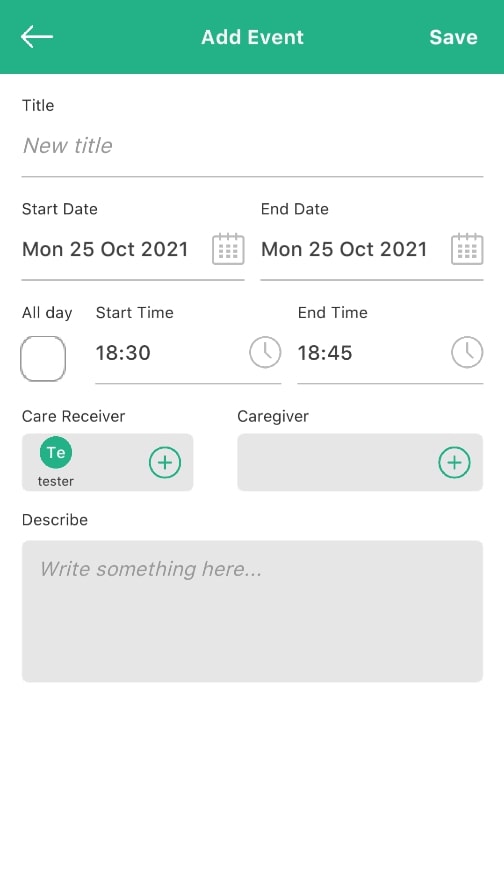 Add Event Save
Title
New title
Start Date End Date
Mon 25 Oct 2021 Mon 25 Oct 2021
All day Start Time End Time
18:30 18:45
Care Receiver Caregiver
Te
tester
Describe
Write something here...